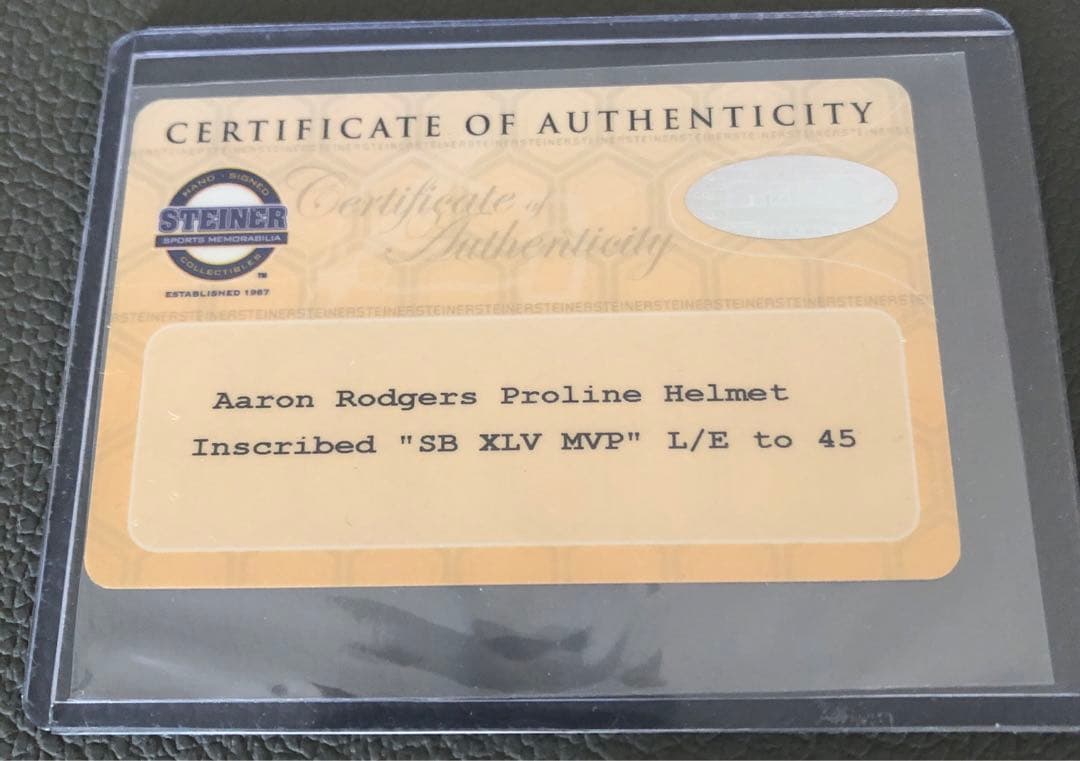 CERTIFICATE OF AUTHENTICITY
HAND · SIGNED
STEINER
SPORTS MEMORABILIA
COLLECTIBLES
TM
ESTABLISHED 1987
Certificate of
Authenticity
Aaron Rodgers Proline Helmet
Inscribed "SB XLV MVP" L/E to 45